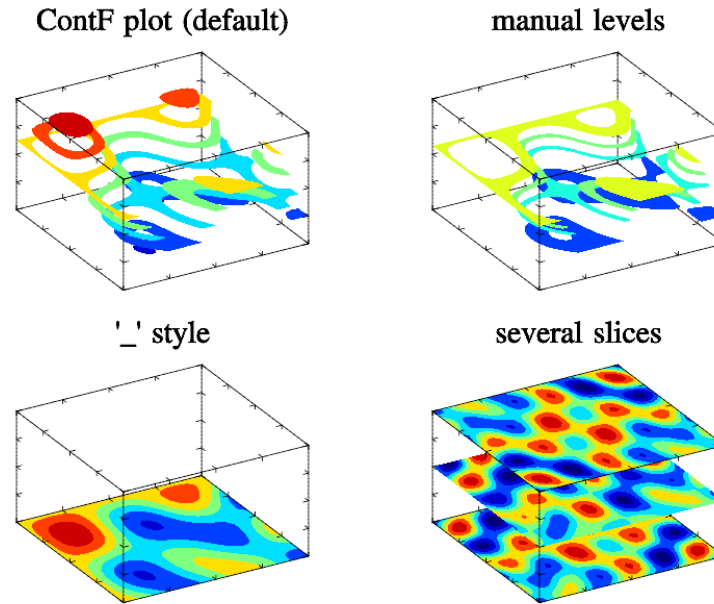 ContF plot (default)
manual levels
'_' style
several slices